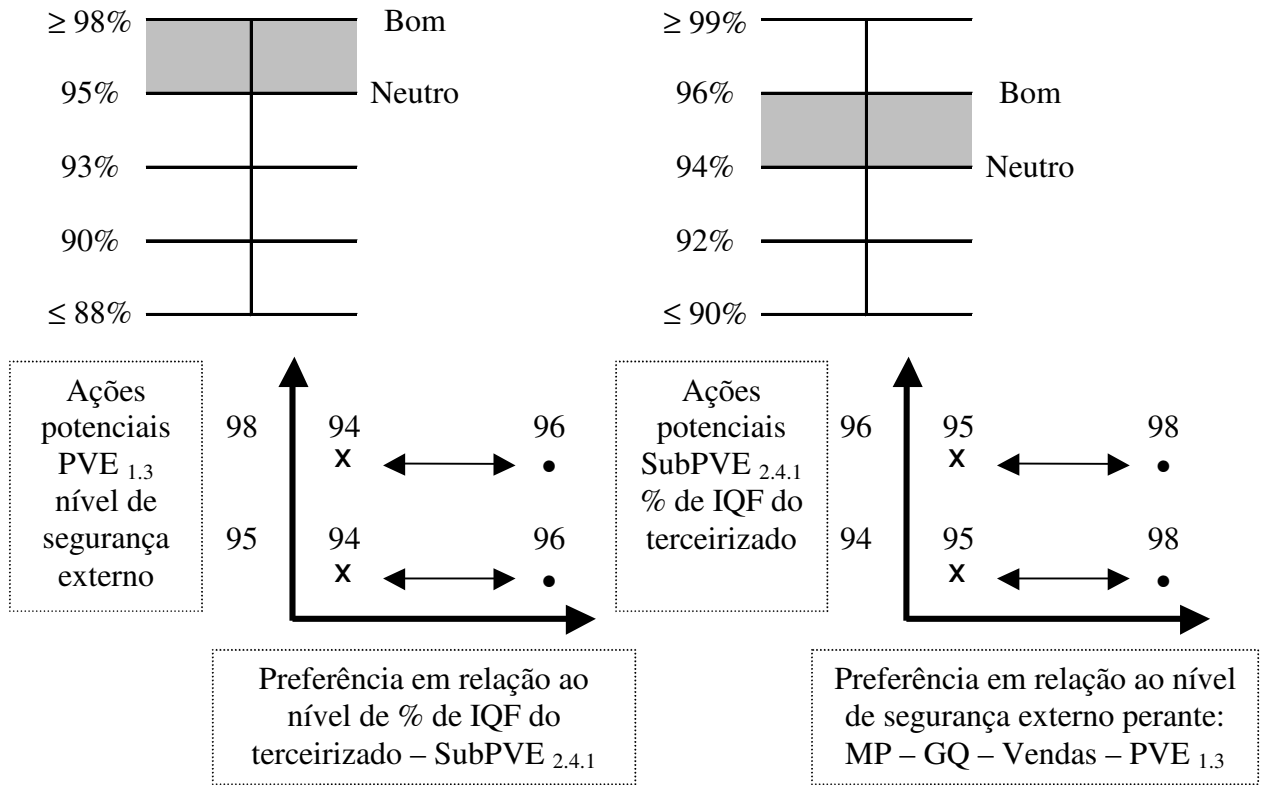 ≥ 98% Bom
95% Neutro
93%
90%
≤ 88%
≥ 99%
96% Bom
94% Neutro
92%
≥ 90%
Ações
potenciais
PVE 1.3
nível de
segurança
externo
98 94 96
x •
95 94 96
x •
Preferência em relação ao
nível de % de IQF do
terceirizado – SubPVE 2.4.1
Ações
potenciais
SubPVE 2.4.1
% de IQF do
terceirizado
96 95 98
x •
94 95 98
x •
Preferência em relação ao nível
de segurança externo perante:
MP – GQ – Vendas – PVE 1.3